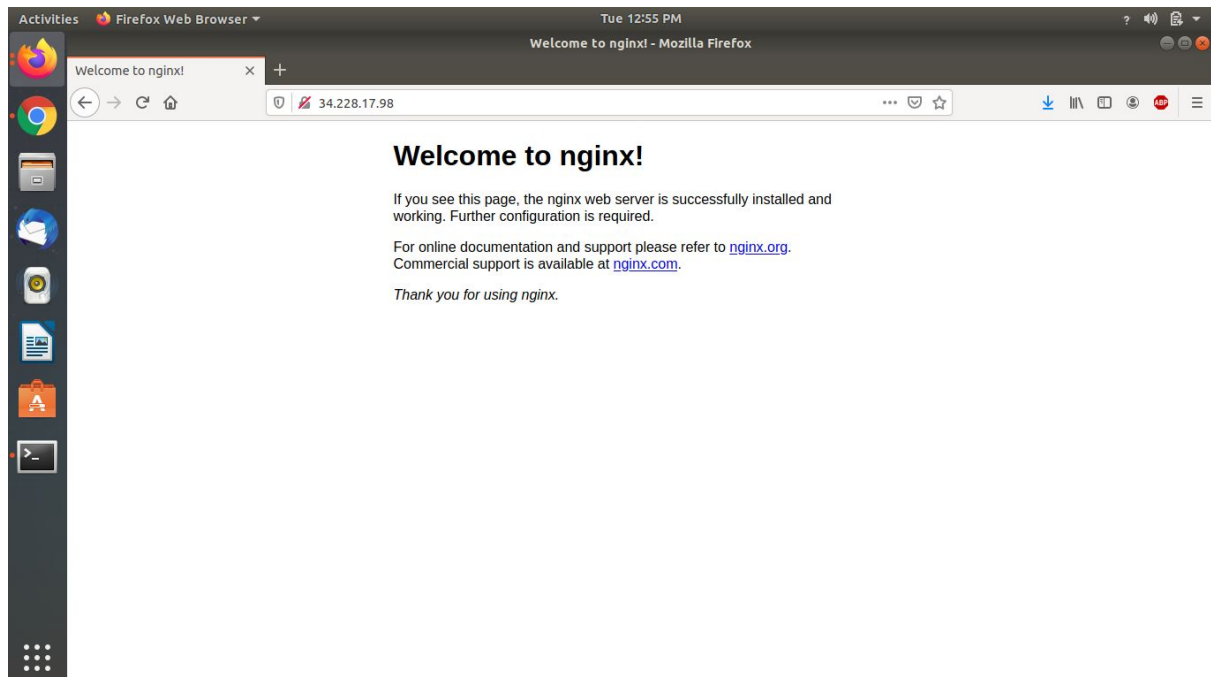 Activities Firefox Web Browser Tue 12:55 PM ?
Welcome to nginx! - Mozilla Firefox
Welcome to nginx!
34.228.17.98
ABP
Welcome to nginx!
If you see this page, the nginx web server is successfully installed and
working. Further configuration is required.
For online documentation and support please refer to nginx.org.
Commercial support is available at nginx.com.
Thank you for using nginx.